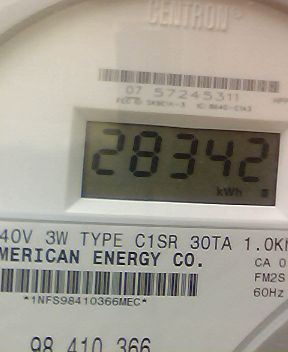 CENTRON®
07 57245311
28342
kWh
40V 3W TYPE C1SR 30TA 1.0K
MERICAN ENERGY CO.
CA 0
FM2S
60Hz
*1NFS98410366MEC*
98 410 366